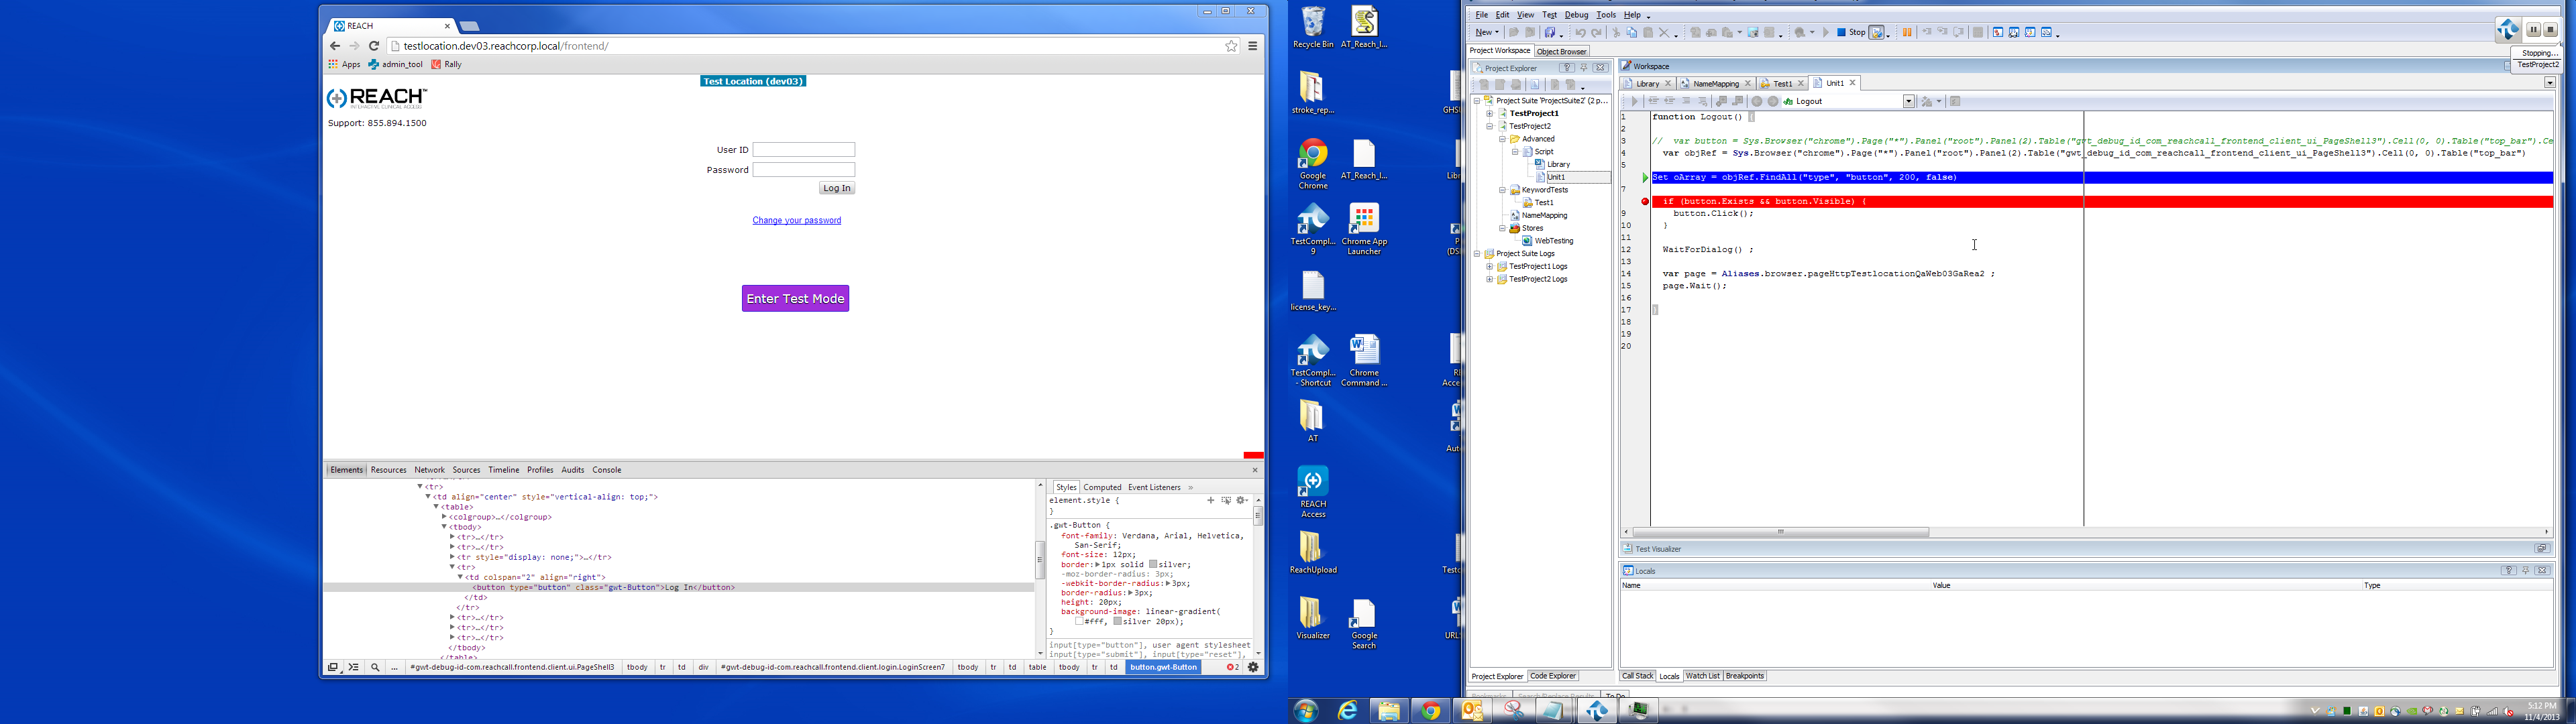 REACH
testlocation.dev03.reachcorp.local/frontend/
Apps admin_tool Rally
Test Location (dev03)
REACH
Support: 855.894.1500
User ID
Password
Log In
Change your password
Enter Test Mode
Elements Resources Network Sources Timeline Profiles Audits Console
<tr>
<td align="center" style="vertical-align: top;">
<table>
<colgroup>…</colgroup>
<tbody>
<tr>…</tr>
<tr>…</tr>
<tr style="display: none;">…</tr>
<tr>
<td colspan="2" align="right">
<button type="button" class="gwt-Button">Log In</button>
</td>
</tr>
<tr>…</tr>
<tr>…</tr>
<tr>…</tr>
</tbody>
</table>
Styles Computed Event Listeners »
element.style {
}
.gwt-Button {
font-family: Verdana, Arial, Helvetica,
San-Serif;
font-size: 12px;
border: 1px solid silver;
-moz-border-radius: 3px;
-webkit-border-radius: 3px;
border-radius: 3px;
height: 20px;
background-image: linear-gradient(
#fff, silver 20px);
}
input[type="button"], user agent stylesheet
input[type="submit"], input[type="reset"],
... #gwt-debug-id-com.reachcall.frontend.client.ui.PageShell3 tbody tr td div #gwt-debug-id-com.reachcall.frontend.client.login.LoginScreen7 tbody tr td table tbody tr td button.gwt-Button 2
Recycle Bin
AT_Reach_I...
stroke_rep...
GHS
Google Chrome
AT_Reach_I...
TestCompl... 9
Chrome App Launcher
license_key...
TestCompl... - Shortcut
Chrome Command ...
AT
REACH Access
ReachUpload
Visualizer
Google Search
File Edit View Test Debug Tools Help
New Stop
Stopping...
TestProject2
Project Workspace Object Browser
Project Explorer
Project Suite 'ProjectSuite2' (2 p...
TestProject1
TestProject2
Advanced
Script
Library
Unit1
KeywordTests
Test1
NameMapping
Stores
WebTesting
Project Suite Logs
TestProject1 Logs
TestProject2 Logs
Project Explorer Code Explorer
Workspace
Library NameMapping Test1 Unit1
Logout
1 function Logout() {
2
3 // var button = Sys.Browser("chrome").Page("*").Panel("root").Panel(2).Table("gwt_debug_id_com_reachcall_frontend_client_ui_PageShell3").Cell(0, 0).Table("top_bar").Ce
4 var objRef = Sys.Browser("chrome").Page("*").Panel("root").Panel(2).Table("gwt_debug_id_com_reachcall_frontend_client_ui_PageShell3").Cell(0, 0).Table("top_bar")
5
Set oArray = objRef.FindAll("type", "button", 200, false)
7
if (button.Exists && button.Visible) {
9 button.Click();
10 }
11
12 WaitForDialog() ;
13
14 var page = Aliases.browser.pageHttpTestlocationQaWeb03GaRea2 ;
15 page.Wait();
16
17 }
18
19
20
Test Visualizer
Locals
Name Value Type
Call Stack Locals Watch List Breakpoints
Bookmarks Search/Replace Results To Do
5:12 PM
11/4/2013